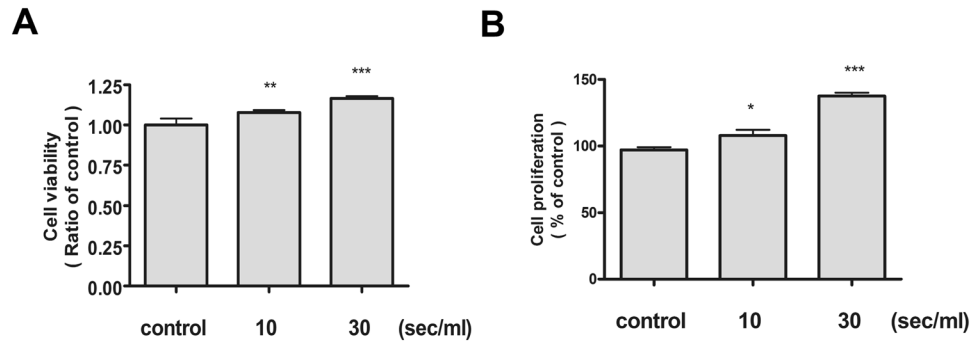 A
Cell viability
( Ratio of control )
1.25
1.00
0.75
0.50
0.25
0.00
**
***
control 10 30 (sec/ml)
B
Cell proliferation
( % of control )
150
100
50
0
*
***
control 10 30 (sec/ml)